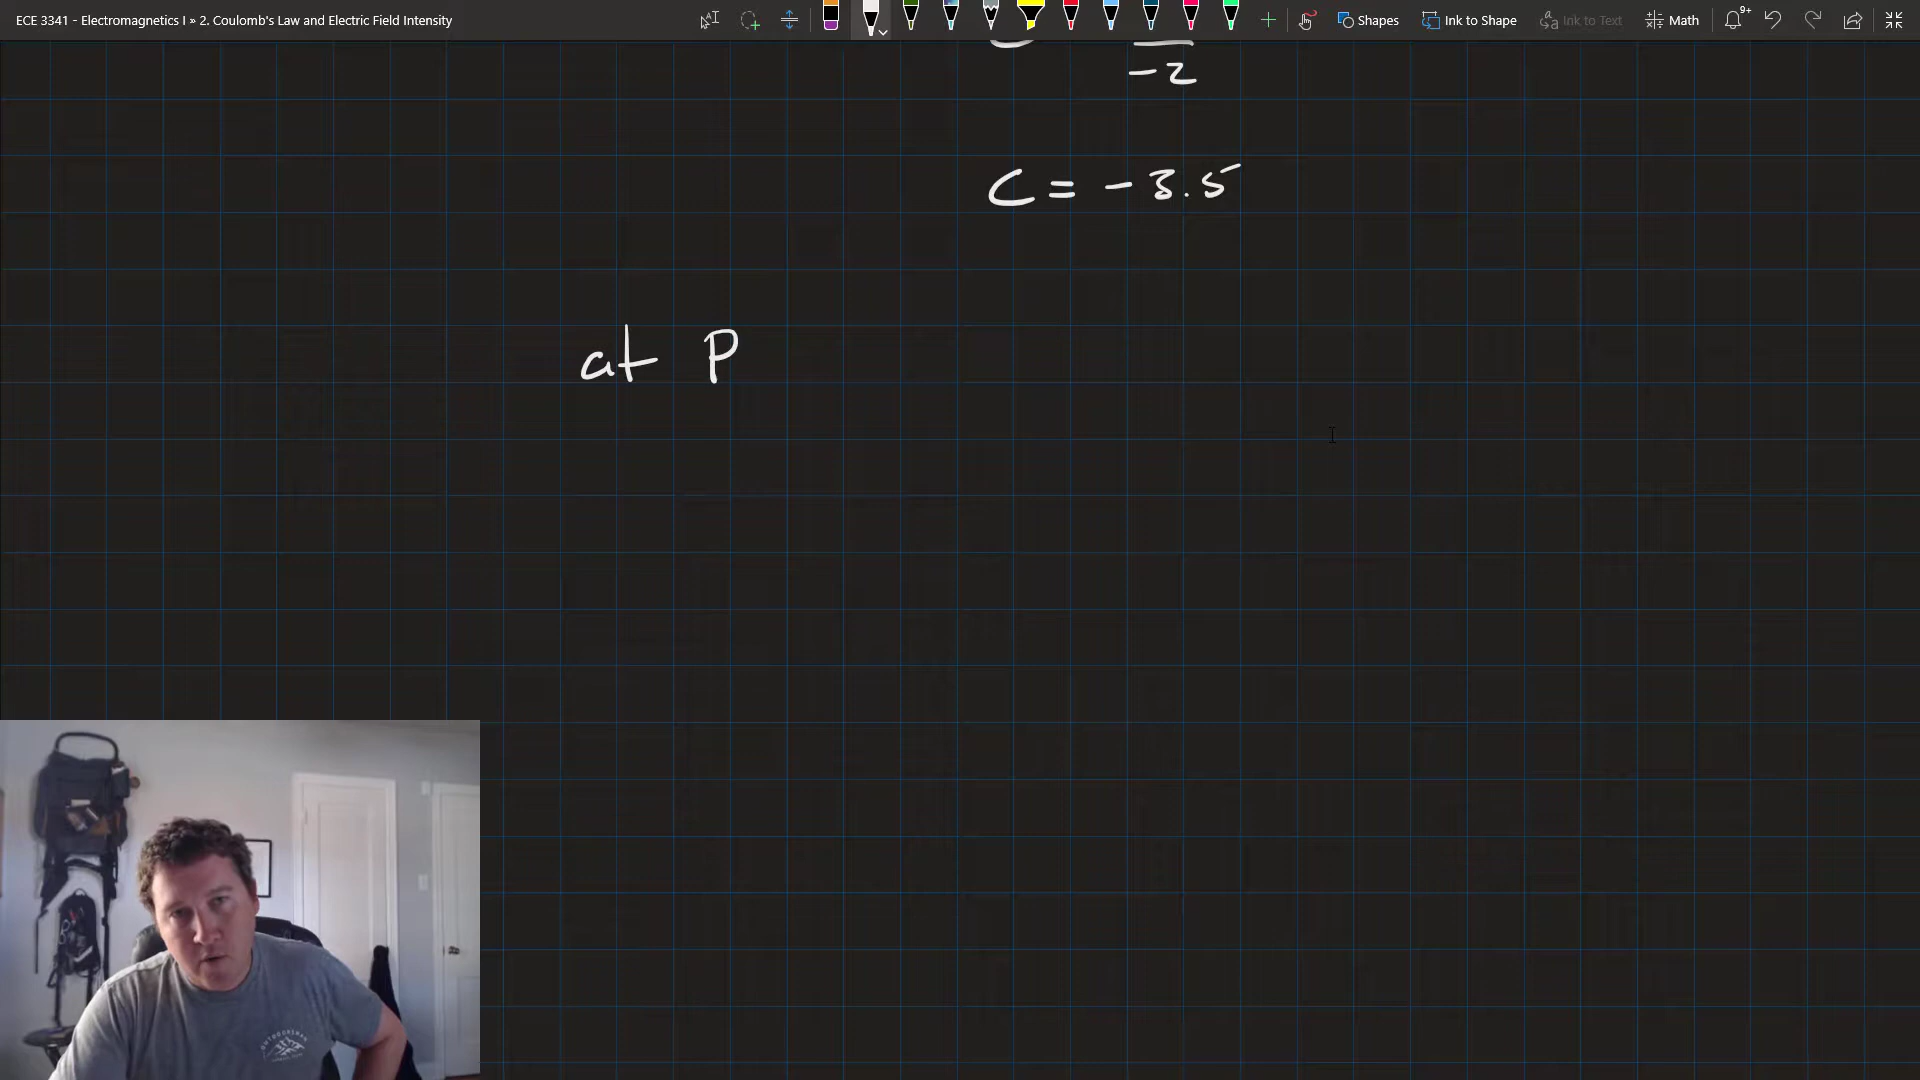 ECE 3341 - Electromagnetics I » 2. Coulomb's Law and Electric Field Intensity
Shapes
Ink to Shape
Ink to Text
Math
9+
-2
C = -3.5
at P